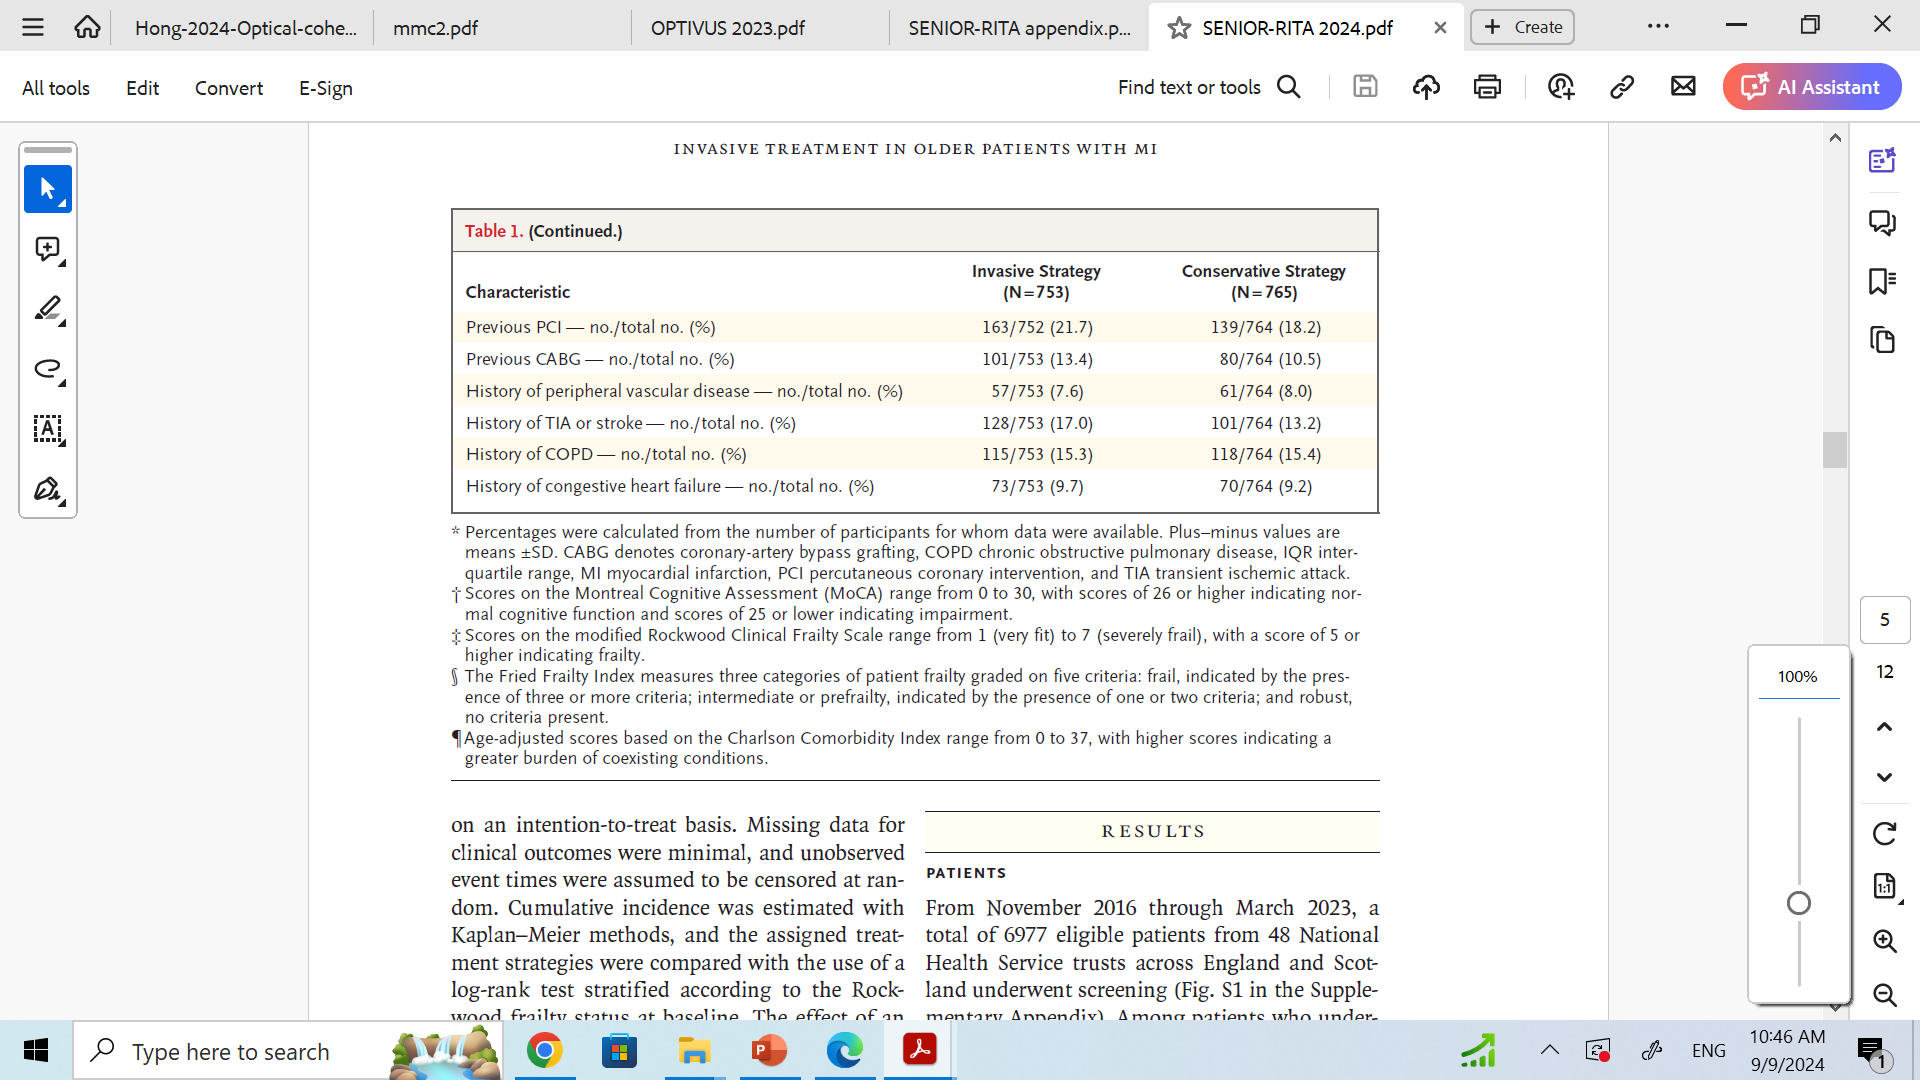 Hong-2024-Optical-cohe...
mmc2.pdf
OPTIVUS 2023.pdf
SENIOR-RITA appendix.p...
SENIOR-RITA 2024.pdf
Create
All tools
Edit
Convert
E-Sign
Find text or tools
AI Assistant
INVASIVE TREATMENT IN OLDER PATIENTS WITH MI
Table 1. (Continued.)
Characteristic
Invasive Strategy
(N=753)
Conservative Strategy
(N=765)
Previous PCI — no./total no. (%) 163/752 (21.7) 139/764 (18.2)
Previous CABG — no./total no. (%) 101/753 (13.4) 80/764 (10.5)
History of peripheral vascular disease — no./total no. (%) 57/753 (7.6) 61/764 (8.0)
History of TIA or stroke — no./total no. (%) 128/753 (17.0) 101/764 (13.2)
History of COPD — no./total no. (%) 115/753 (15.3) 118/764 (15.4)
History of congestive heart failure — no./total no. (%) 73/753 (9.7) 70/764 (9.2)
* Percentages were calculated from the number of participants for whom data were available. Plus–minus values are
means ±SD. CABG denotes coronary-artery bypass grafting, COPD chronic obstructive pulmonary disease, IQR inter-
quartile range, MI myocardial infarction, PCI percutaneous coronary intervention, and TIA transient ischemic attack.
† Scores on the Montreal Cognitive Assessment (MoCA) range from 0 to 30, with scores of 26 or higher indicating nor-
mal cognitive function and scores of 25 or lower indicating impairment.
‡ Scores on the modified Rockwood Clinical Frailty Scale range from 1 (very fit) to 7 (severely frail), with a score of 5 or
higher indicating frailty.
§ The Fried Frailty Index measures three categories of patient frailty graded on five criteria: frail, indicated by the pres-
ence of three or more criteria; intermediate or prefrailty, indicated by the presence of one or two criteria; and robust,
no criteria present.
¶ Age-adjusted scores based on the Charlson Comorbidity Index range from 0 to 37, with higher scores indicating a
greater burden of coexisting conditions.
on an intention-to-treat basis. Missing data for
clinical outcomes were minimal, and unobserved
event times were assumed to be censored at ran-
dom. Cumulative incidence was estimated with
Kaplan–Meier methods, and the assigned treat-
ment strategies were compared with the use of a
log-rank test stratified according to the Rock-
wood frailty status at baseline. The effect of an
RESULTS
PATIENTS
From November 2016 through March 2023, a
total of 6977 eligible patients from 48 National
Health Service trusts across England and Scot-
land underwent screening (Fig. S1 in the Supple-
mentary Appendix). Among patients who under-
5
12
100%
1:1
Type here to search
ENG
10:46 AM
9/9/2024
1